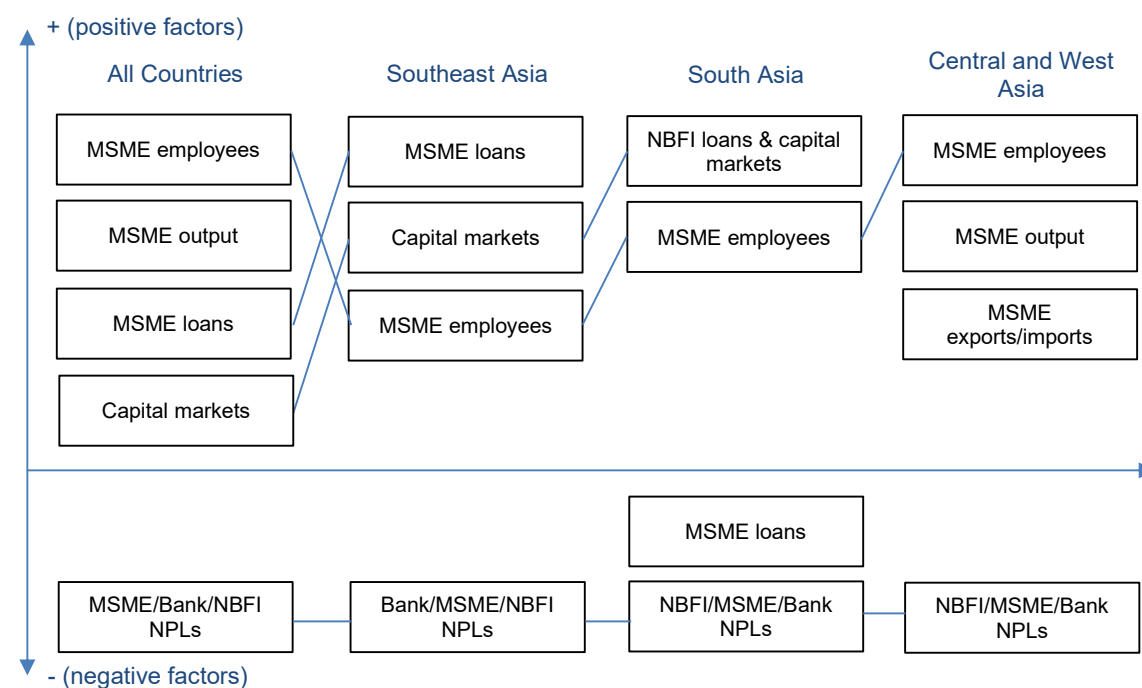 + (positive factors)
All Countries
Southeast Asia
South Asia
Central and West
Asia
MSME employees
MSME output
MSME loans
Capital markets
MSME loans
Capital markets
MSME employees
NBFI loans & capital
markets
MSME employees
MSME employees
MSME output
MSME
exports/imports
MSME loans
MSME/Bank/NBFI
NPLs
Bank/MSME/NBFI
NPLs
NBFI/MSME/Bank
NPLs
NBFI/MSME/Bank
NPLs
- (negative factors)